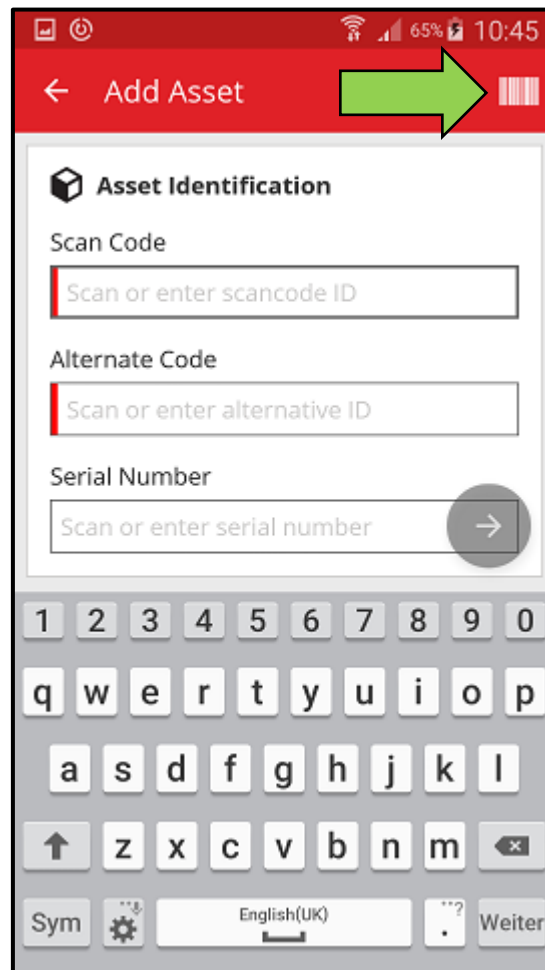 65% 10:45
Add Asset
Asset Identification
Scan Code
Scan or enter scancode ID
Alternate Code
Scan or enter alternative ID
Serial Number
Scan or enter serial number
1 2 3 4 5 6 7 8 9 0
q w e r t y u i o p
a s d f g h j k l
z x c v b n m
Sym English(UK) . ? Weiter